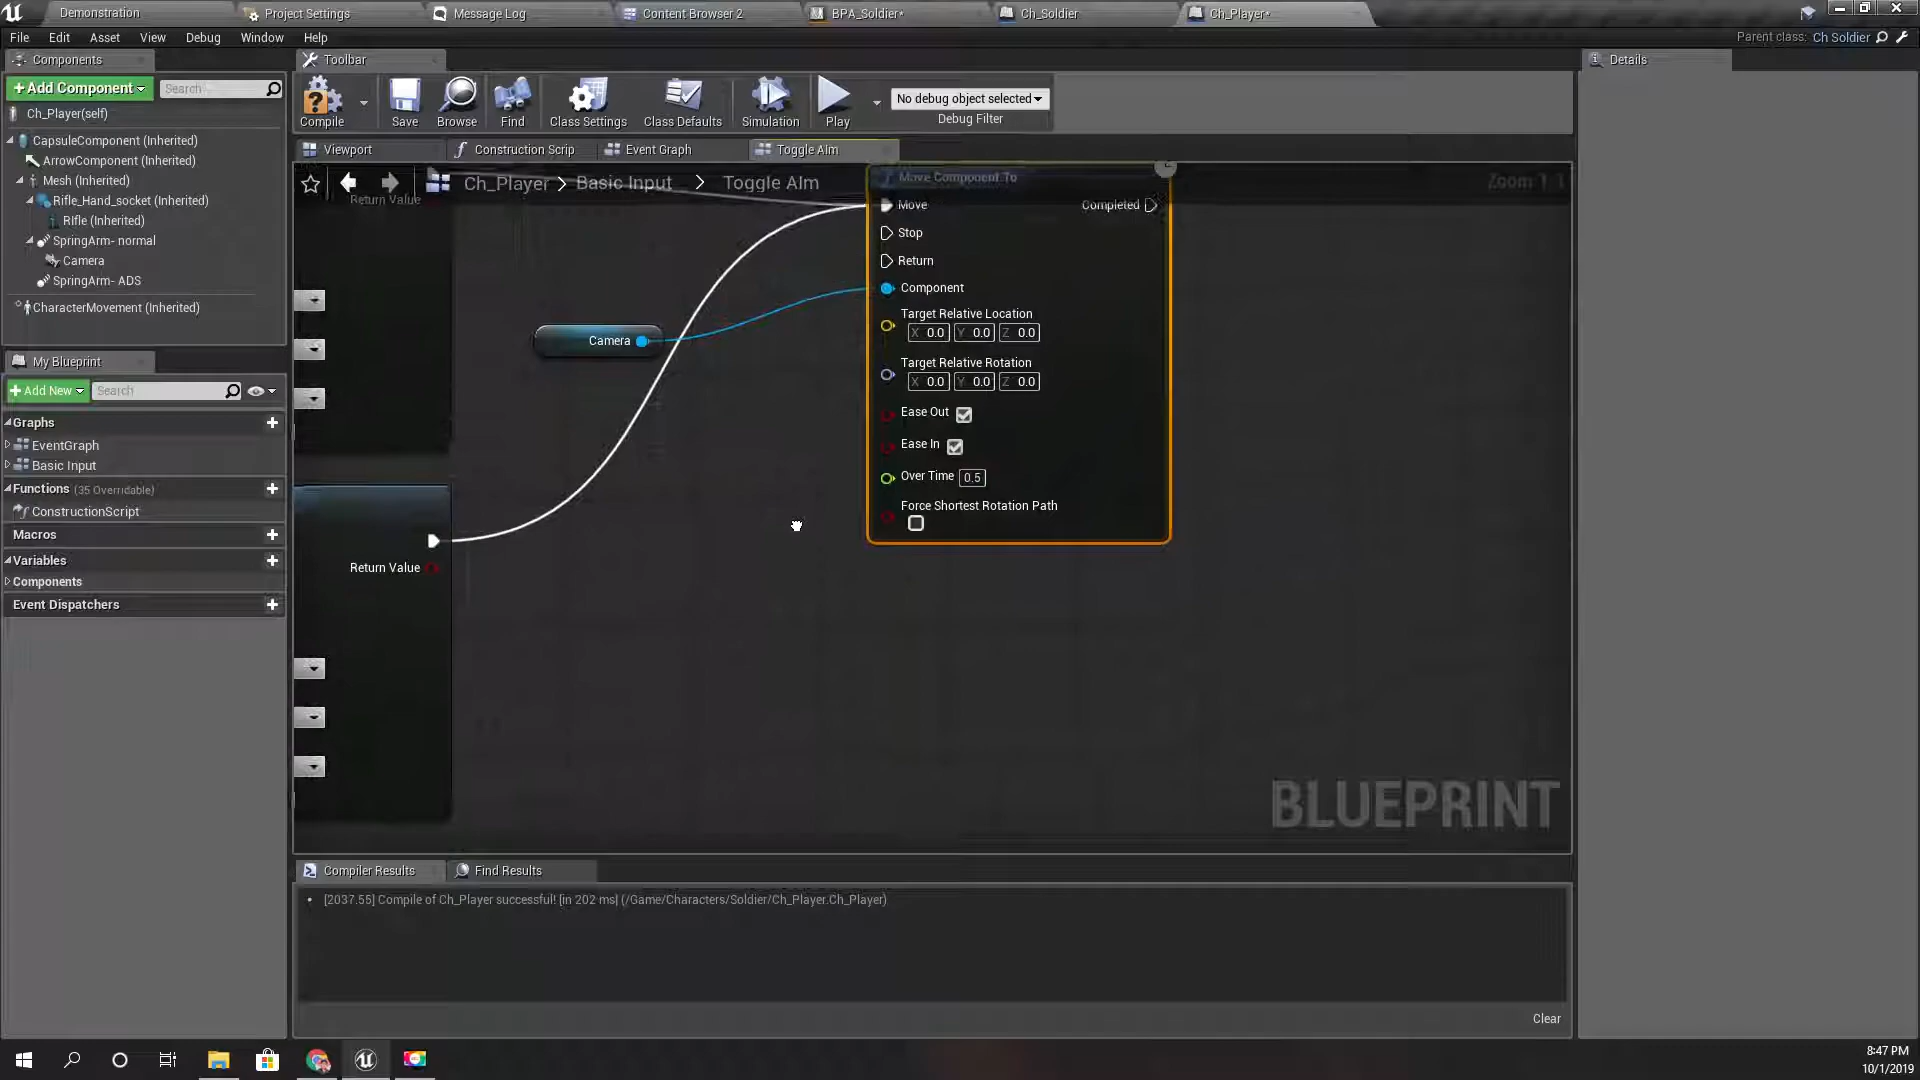 Demonstration
Project Settings
Message Log
Content Browser 2
BPA_Soldier*
Ch_Soldier
Ch_Player*
File Edit Asset View Debug Window Help
Parent class: Ch Soldier
Components
Toolbar
Details
+Add Component
Search
Compile
Save
Browse
Find
Class Settings
Class Defaults
Simulation
Play
No debug object selected
Debug Filter
Ch_Player(self)
CapsuleComponent (Inherited)
ArrowComponent (Inherited)
Mesh (Inherited)
Rifle_Hand_socket (Inherited)
RIfle (Inherited)
SpringArm- normal
Camera
SpringArm- ADS
CharacterMovement (Inherited)
Viewport
Construction Scrip
Event Graph
Toggle AIm
Ch_Player > Basic Input > Toggle AIm
Zoom 1:1
Return Value
Move Component To
Move
Completed
Stop
Return
Component
Target Relative Location
X 0.0 Y 0.0 Z 0.0
Target Relative Rotation
X 0.0 Y 0.0 Z 0.0
Ease Out
Ease In
Over Time 0.5
Force Shortest Rotation Path
Camera
Return Value
BLUEPRINT
My Blueprint
+Add New
Search
Graphs
EventGraph
Basic Input
Functions (35 Overridable)
ConstructionScript
Macros
Variables
Components
Event Dispatchers
Compiler Results
Find Results
[2037.55] Compile of Ch_Player successful! [in 202 ms] (/Game/Characters/Soldier/Ch_Player.Ch_Player)
Clear
8:47 PM
10/1/2019